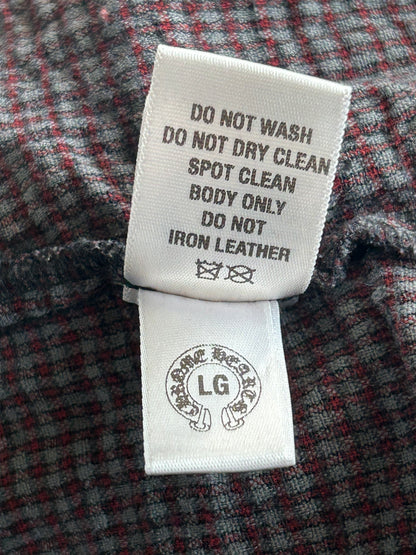 DO NOT WASH
DO NOT DRY CLEAN
SPOT CLEAN
BODY ONLY
DO NOT
IRON LEATHER
CHROME HEARTS
LG